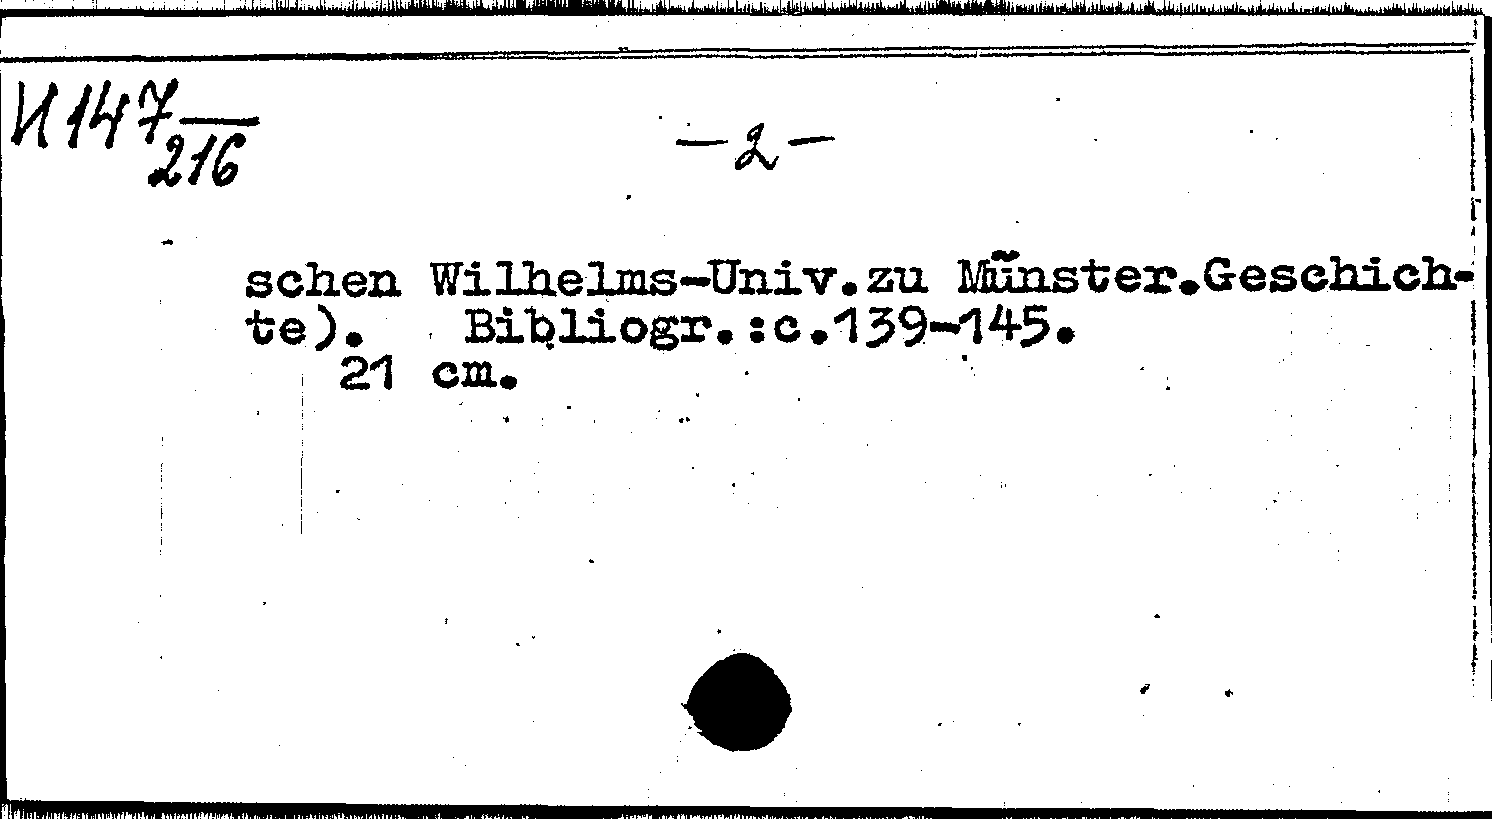 И147
216
-2-
schen Wilhelms-Univ.zu Münster.Geschich-
te). Bibliogr.:c.139-145.
21 cm.